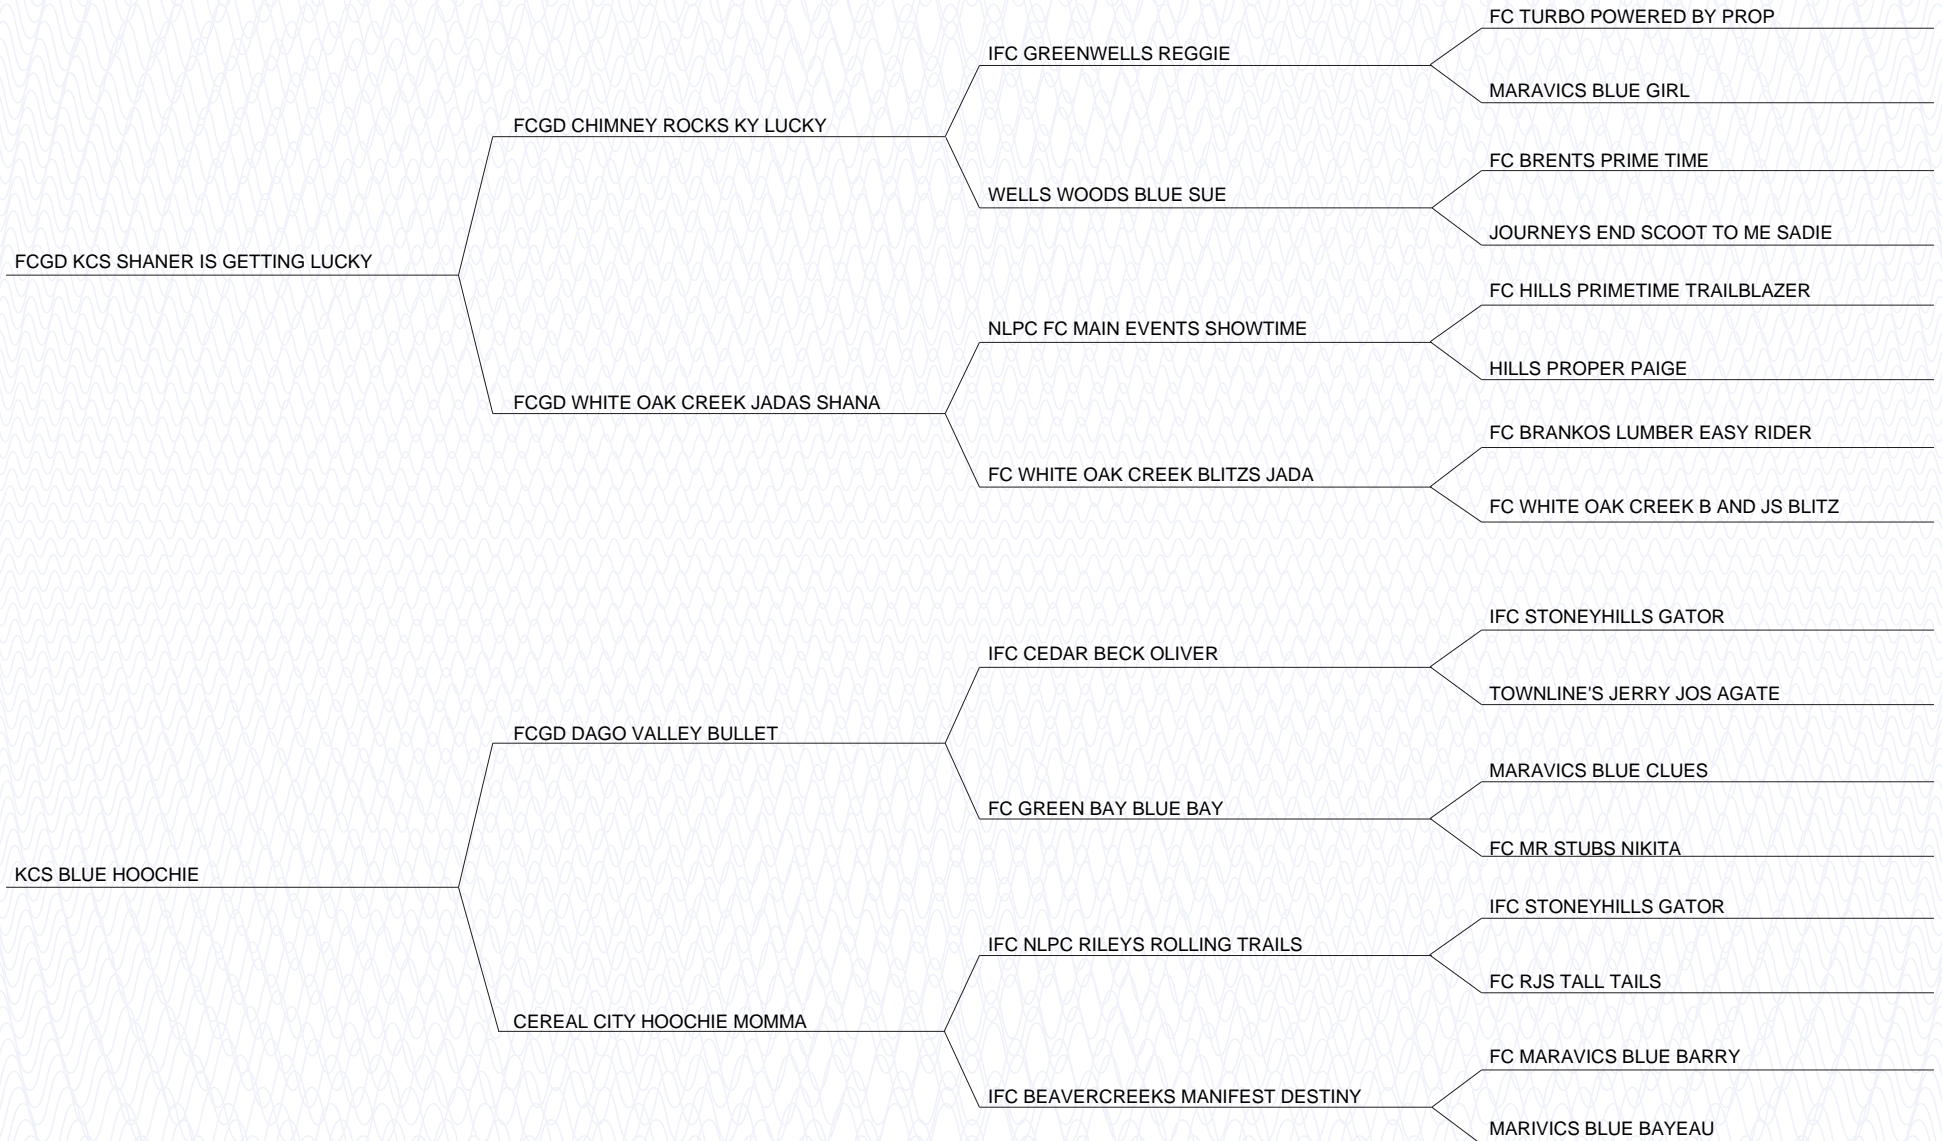 FC TURBO POWERED BY PROP
IFC GREENWELLS REGGIE
MARAVICS BLUE GIRL
FCGD CHIMNEY ROCKS KY LUCKY
FC BRENTS PRIME TIME
WELLS WOODS BLUE SUE
JOURNEYS END SCOOT TO ME SADIE
FCGD KCS SHANER IS GETTING LUCKY
FC HILLS PRIMETIME TRAILBLAZER
NLPC FC MAIN EVENTS SHOWTIME
HILLS PROPER PAIGE
FCGD WHITE OAK CREEK JADAS SHANA
FC BRANKOS LUMBER EASY RIDER
FC WHITE OAK CREEK BLITZS JADA
FC WHITE OAK CREEK B AND JS BLITZ
IFC STONEYHILLS GATOR
IFC CEDAR BECK OLIVER
TOWNLINE'S JERRY JOS AGATE
FCGD DAGO VALLEY BULLET
MARAVICS BLUE CLUES
FC GREEN BAY BLUE BAY
FC MR STUBS NIKITA
KCS BLUE HOOCHIE
IFC STONEYHILLS GATOR
IFC NLPC RILEYS ROLLING TRAILS
FC RJS TALL TAILS
CEREAL CITY HOOCHIE MOMMA
FC MARAVICS BLUE BARRY
IFC BEAVERCREEKS MANIFEST DESTINY
MARIVICS BLUE BAYEAU